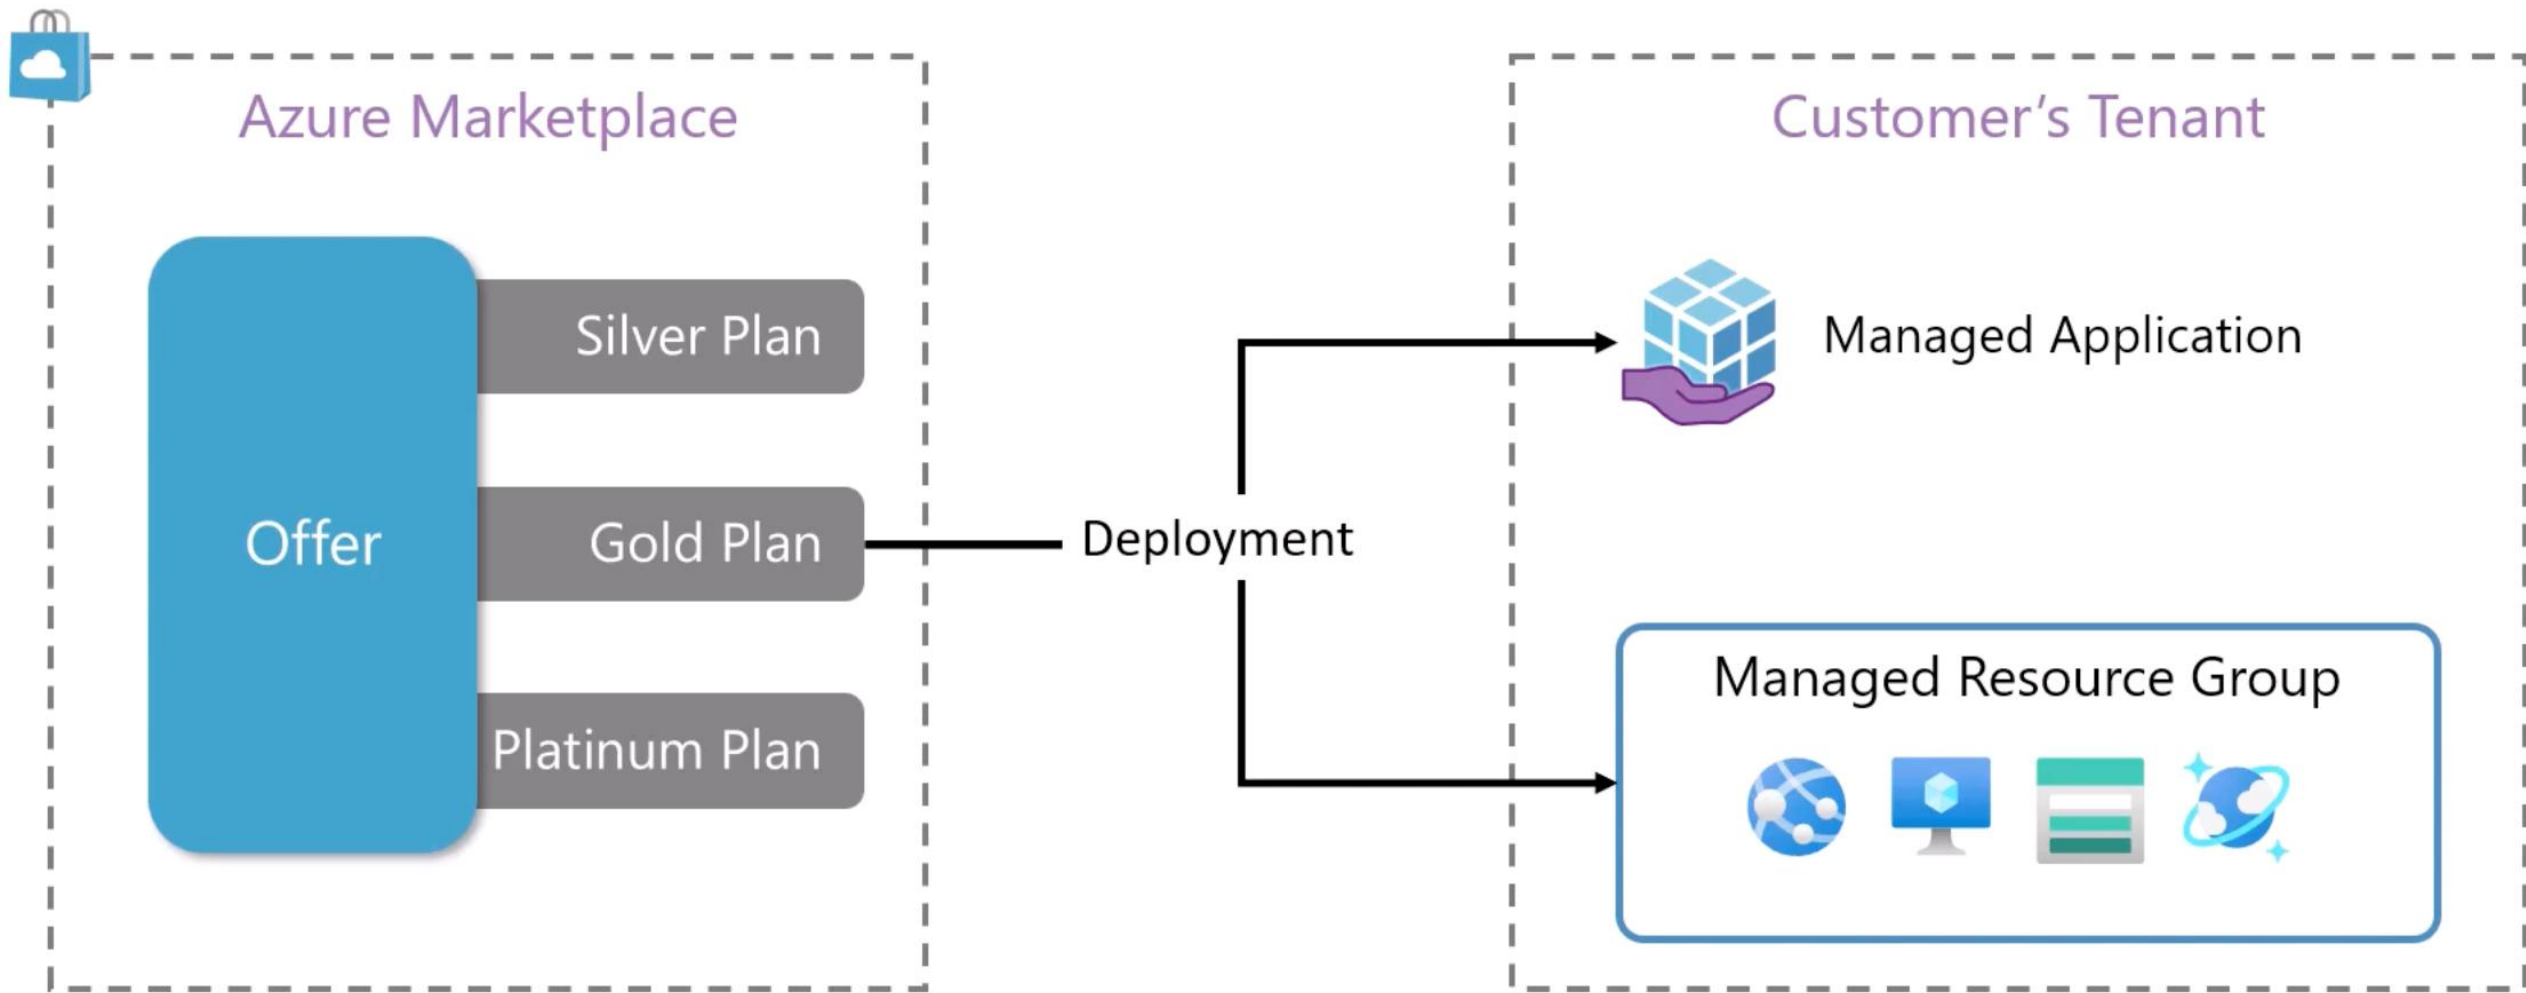 Azure Marketplace
Offer
Silver Plan
Gold Plan
Platinum Plan
Deployment
Customer’s Tenant
Managed Application
Managed Resource Group